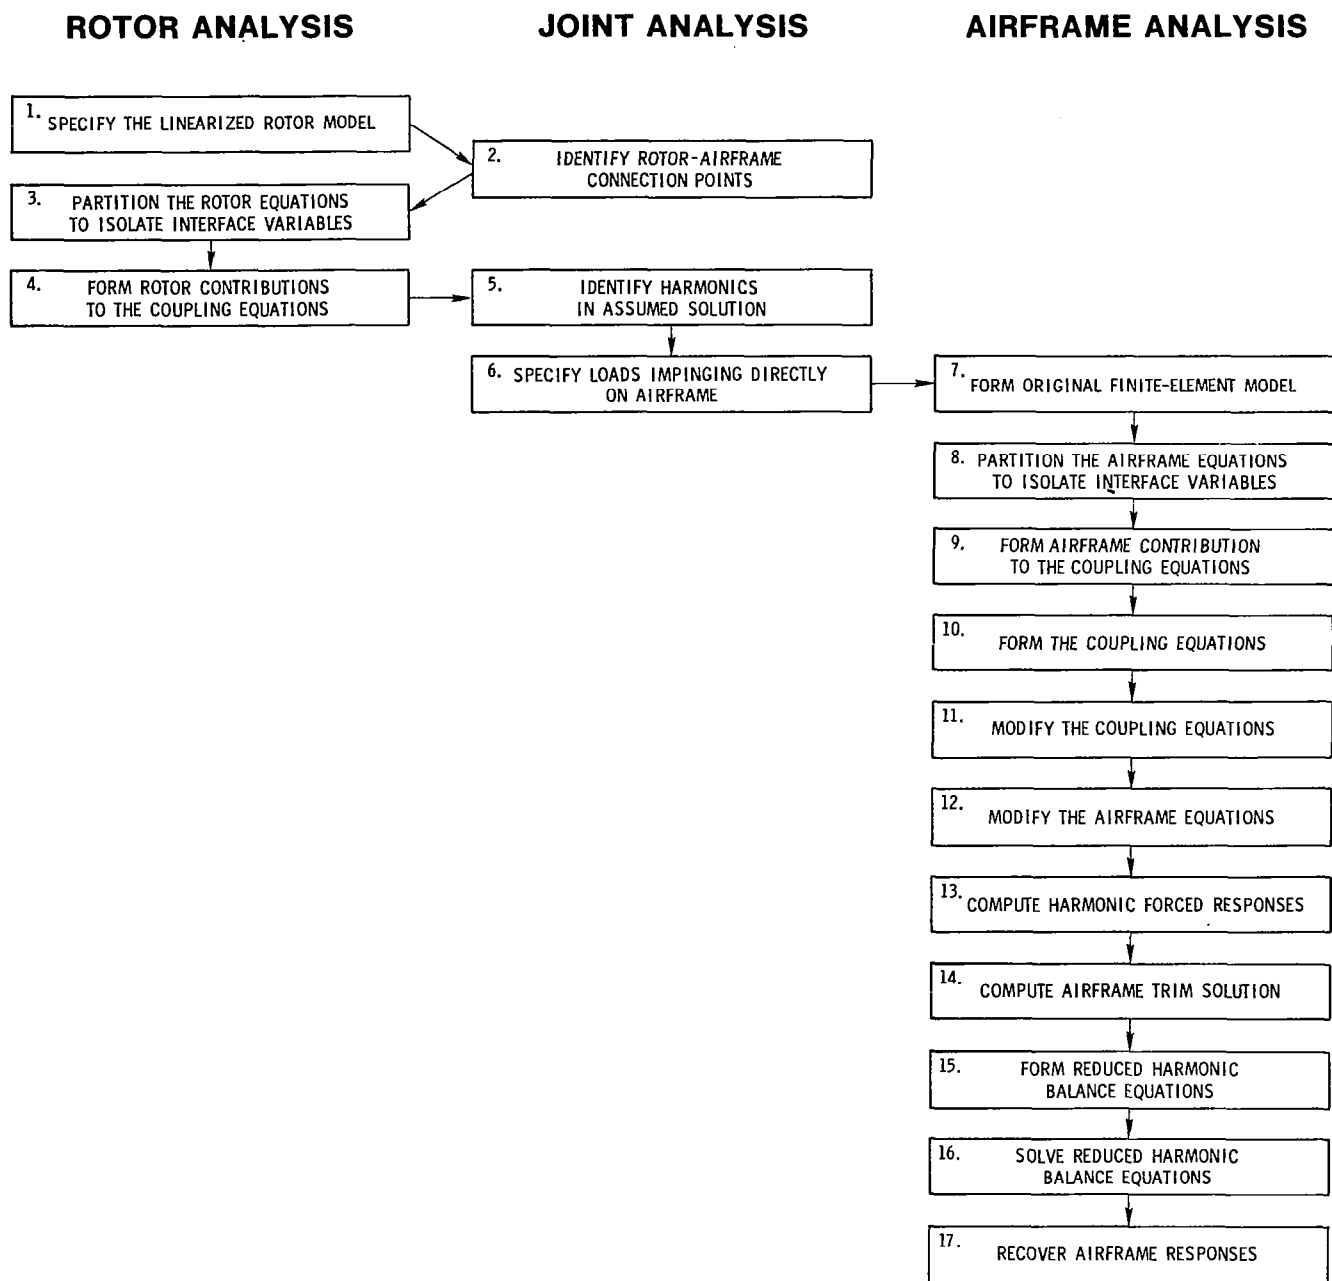 ROTOR ANALYSIS
JOINT ANALYSIS
AIRFRAME ANALYSIS
1. SPECIFY THE LINEARIZED ROTOR MODEL
2. IDENTIFY ROTOR-AIRFRAME
CONNECTION POINTS
3. PARTITION THE ROTOR EQUATIONS
TO ISOLATE INTERFACE VARIABLES
4. FORM ROTOR CONTRIBUTIONS
TO THE COUPLING EQUATIONS
5. IDENTIFY HARMONICS
IN ASSUMED SOLUTION
6. SPECIFY LOADS IMPINGING DIRECTLY
ON AIRFRAME
7. FORM ORIGINAL FINITE-ELEMENT MODEL
8. PARTITION THE AIRFRAME EQUATIONS
TO ISOLATE INTERFACE VARIABLES
9. FORM AIRFRAME CONTRIBUTION
TO THE COUPLING EQUATIONS
10. FORM THE COUPLING EQUATIONS
11. MODIFY THE COUPLING EQUATIONS
12. MODIFY THE AIRFRAME EQUATIONS
13. COMPUTE HARMONIC FORCED RESPONSES
14. COMPUTE AIRFRAME TRIM SOLUTION
15. FORM REDUCED HARMONIC
BALANCE EQUATIONS
16. SOLVE REDUCED HARMONIC
BALANCE EQUATIONS
17. RECOVER AIRFRAME RESPONSES